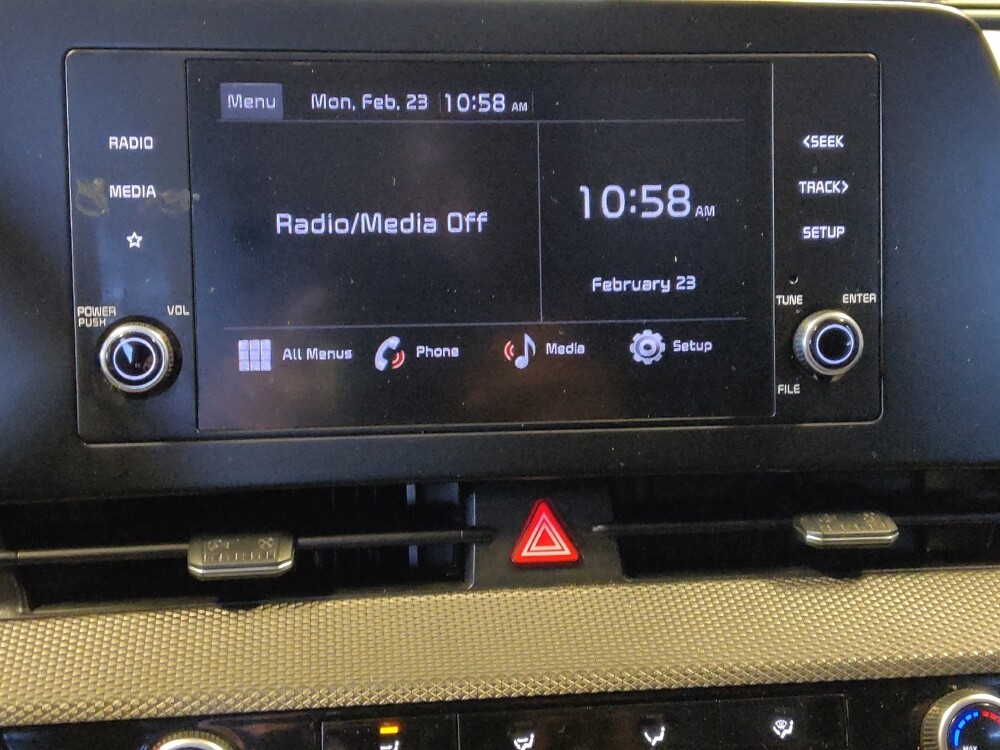 Menu Mon, Feb. 23 10:58 AM
RADIO
MEDIA
Radio/Media Off
10:58 AM
February 23
<SEEK
TRACK>
SETUP
POWER
PUSH
VOL
All Menus
Phone
Media
Setup
TUNE
ENTER
FILE
MAX